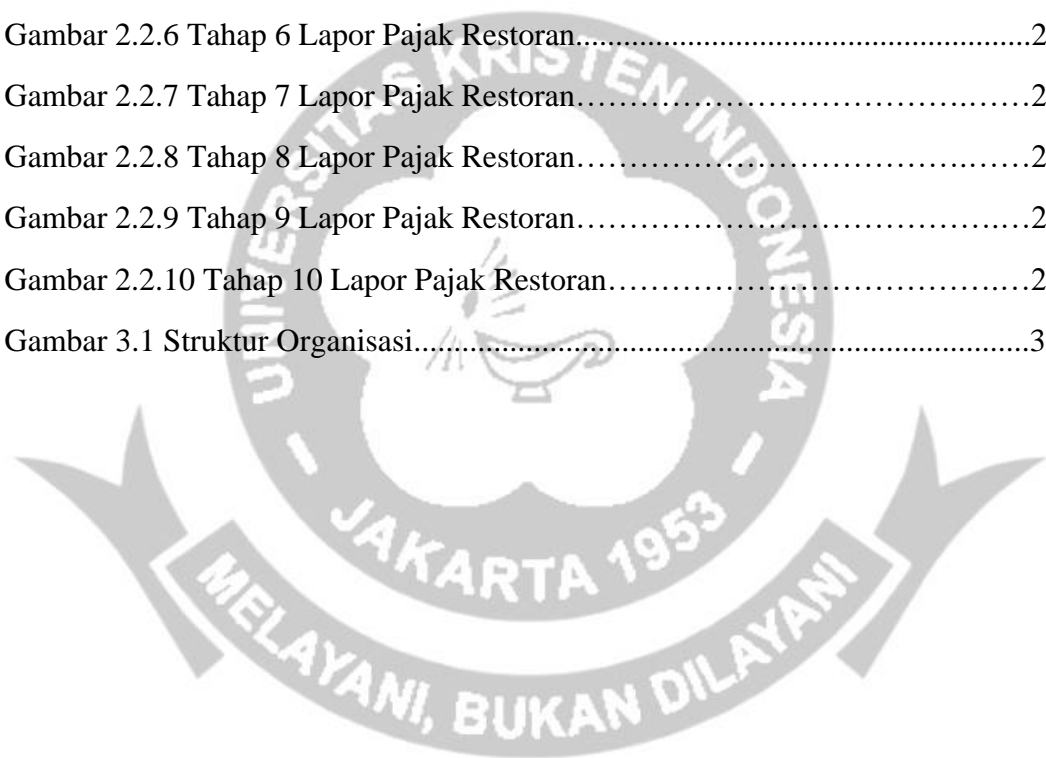 Gambar 2.2.6 Tahap 6 Lapor Pajak Restoran............................................................2
Gambar 2.2.7 Tahap 7 Lapor Pajak Restoran…………………………………….……2
Gambar 2.2.8 Tahap 8 Lapor Pajak Restoran…………………………………….……2
Gambar 2.2.9 Tahap 9 Lapor Pajak Restoran…………………………………….…2
Gambar 2.2.10 Tahap 10 Lapor Pajak Restoran……………………………………….…2
Gambar 3.1 Struktur Organisasi..................................................................................3
UNIVERSITAS KRISTEN INDONESIA
- JAKARTA 1953 -
MELAYANI, BUKAN DILAYANI